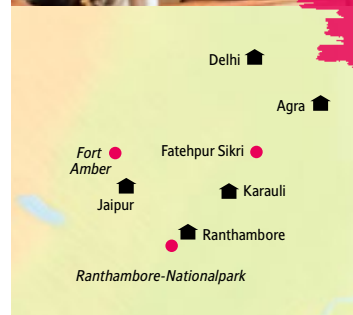 Delhi
Agra
Fort
Amber
Fatehpur Sikri
Jaipur
Karauli
Ranthambore
Ranthambore-Nationalpark